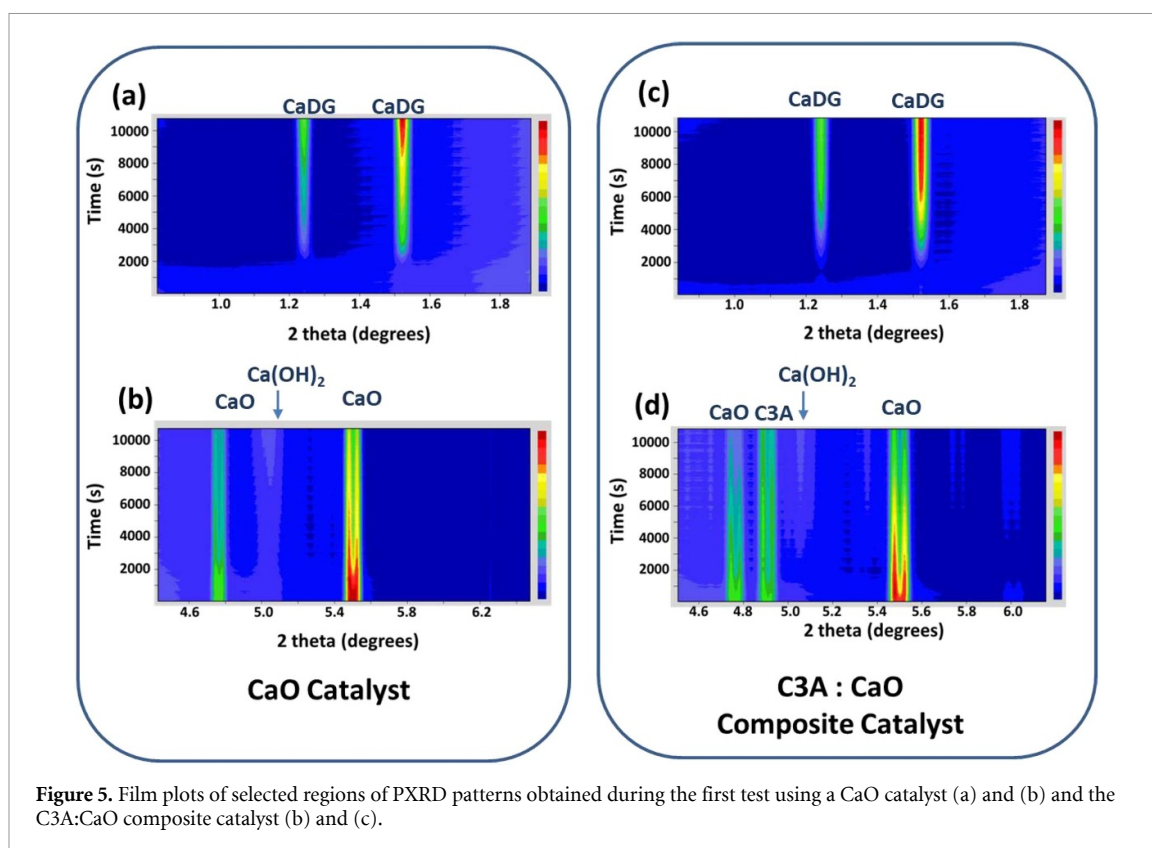 (a)
CaDG CaDG
10000
8000
6000
4000
2000
Time (s)
1.0 1.2 1.4 1.6 1.8
2 theta (degrees)
Ca(OH)2
(b)
CaO CaO
10000
8000
6000
4000
2000
Time (s)
4.6 5.0 5.4 5.8 6.2
2 theta (degrees)
CaO Catalyst
(c)
CaDG CaDG
10000
8000
6000
4000
2000
Time (s)
1.0 1.2 1.4 1.6 1.8
2 theta (degrees)
Ca(OH)2
(d)
CaO C3A CaO
10000
8000
6000
4000
2000
Time (s)
4.6 4.8 5.0 5.2 5.4 5.6 5.8 6.0
2 theta (degrees)
C3A : CaO
Composite Catalyst
Figure 5. Film plots of selected regions of PXRD patterns obtained during the first test using a CaO catalyst (a) and (b) and the
C3A:CaO composite catalyst (b) and (c).